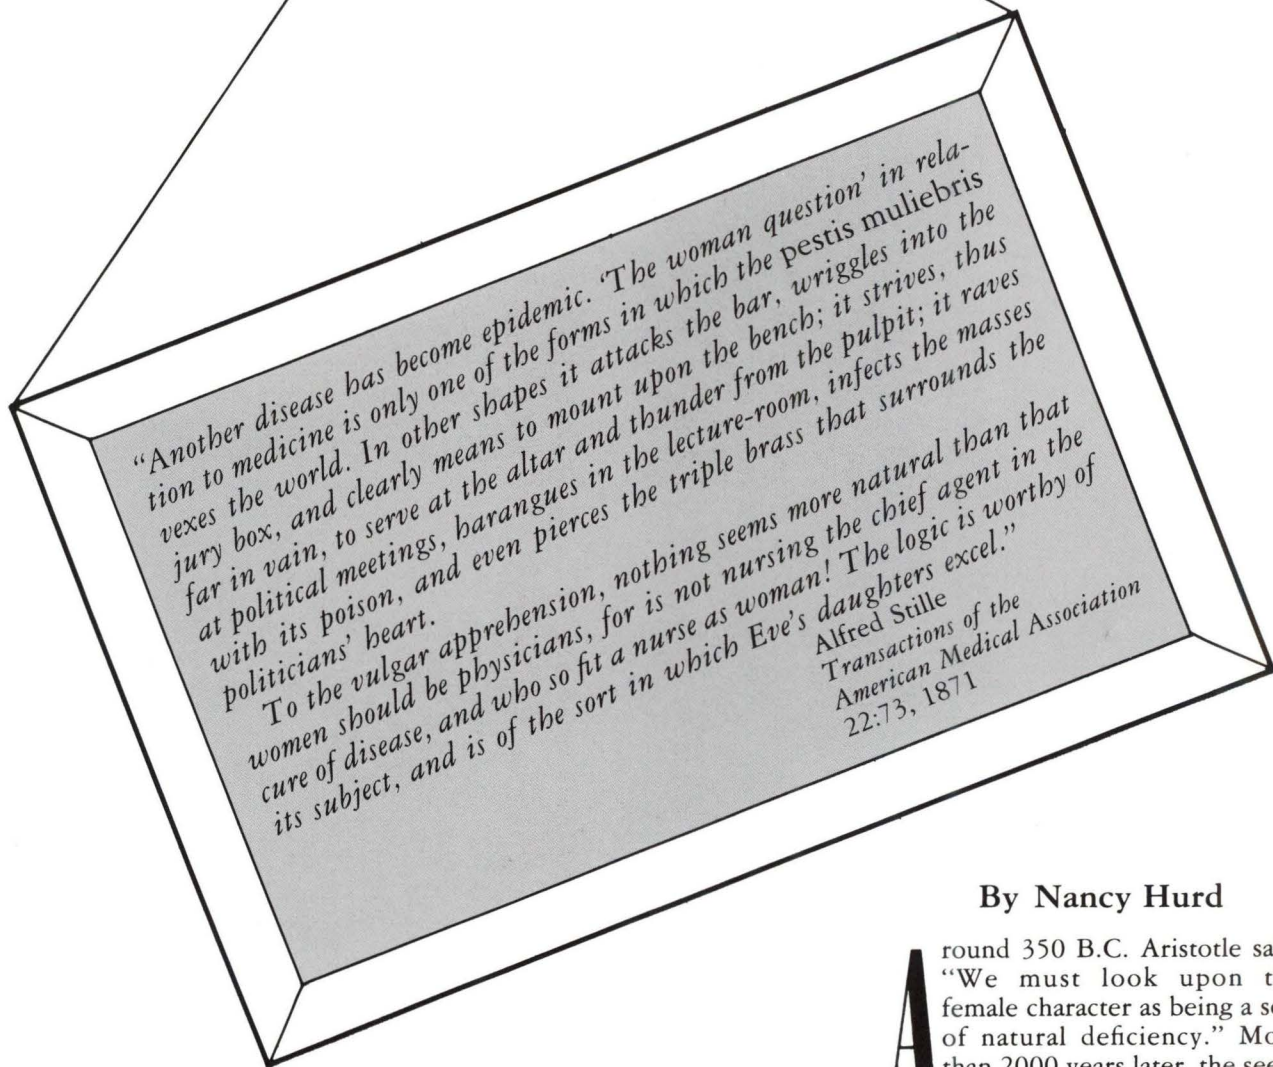 “Another disease has become epidemic. ‘The woman question’ in rela-
tion to medicine is only one of the forms in which the pestis muliebris
vexes the world. In other shapes it attacks the bar, wriggles into the
jury box, and clearly means to mount upon the bench; it strives, thus
far in vain, to serve at the altar and thunder from the pulpit; it raves
at political meetings, harangues in the lecture-room, infects the masses
with its poison, and even pierces the triple brass that surrounds the
politicians’ heart.
To the vulgar apprehension, nothing seems more natural than that
women should be physicians, for is not nursing the chief agent in the
cure of disease, and who so fit a nurse as woman! The logic is worthy of
its subject, and is of the sort in which Eve’s daughters excel.”
Alfred Stille
Transactions of the
American Medical Association
22:73, 1871
By Nancy Hurd
Around 350 B.C. Aristotle sa
“We must look upon t
female character as being a s
of natural deficiency.” Mo
than 2000 years later, the see